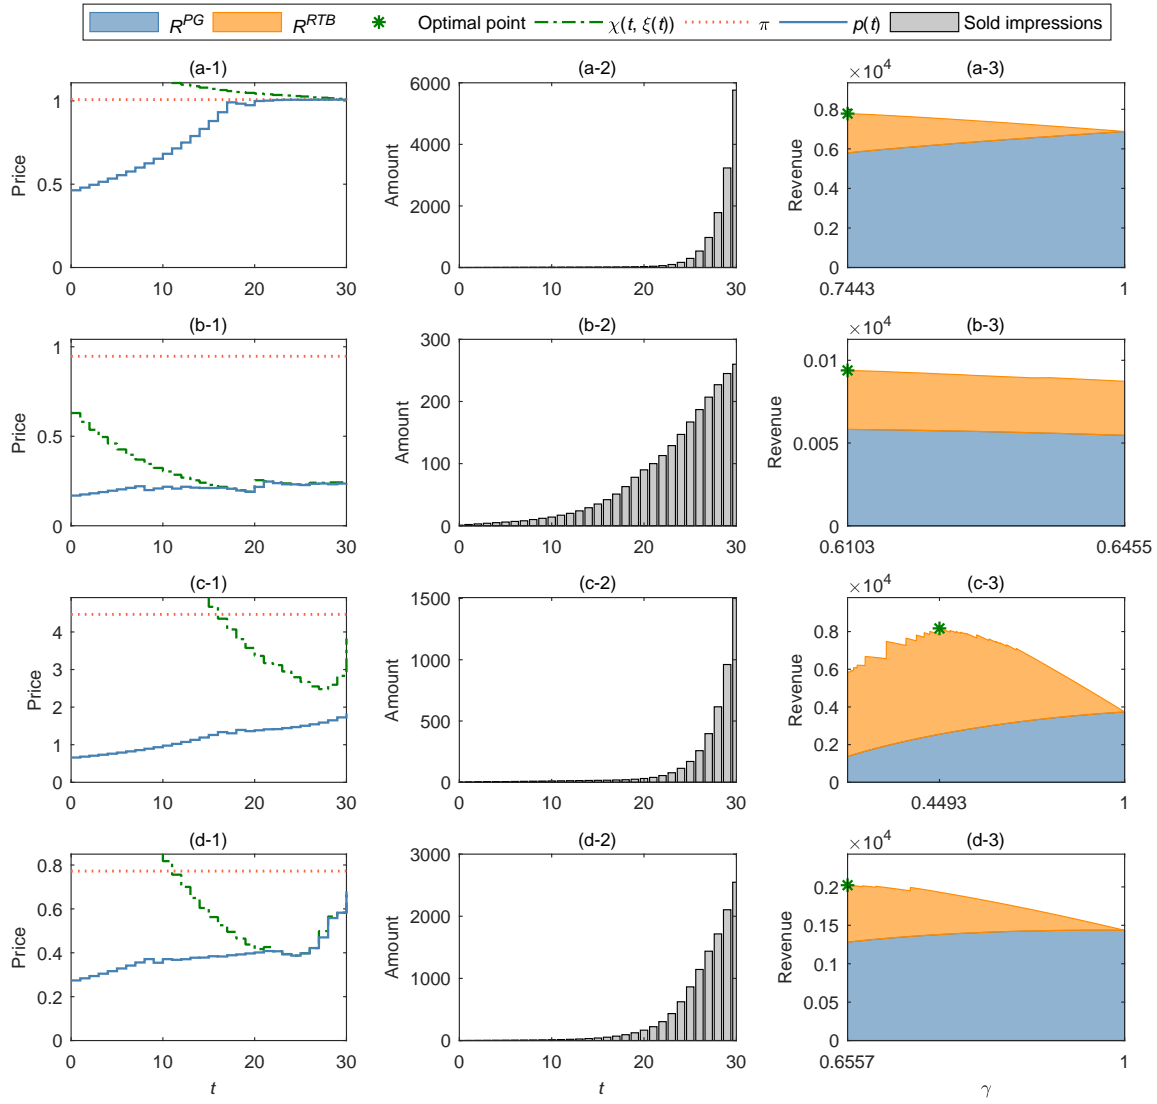 R^PG R^RTB Optimal point χ(t, ξ(t)) π p(t) Sold impressions
(a-1) (a-2) (a-3)
Price
1
0.5
0
0 10 20 30
Amount
6000
4000
2000
0
0 10 20 30
×10^4
Revenue
0.8
0.6
0.4
0.2
0
0.7443 1
(b-1) (b-2) (b-3)
Price
1
0.5
0
0 10 20 30
Amount
300
200
100
0
0 10 20 30
×10^4
Revenue
0.01
0.005
0
0.6103 0.6455
(c-1) (c-2) (c-3)
Price
4
3
2
1
0
0 10 20 30
Amount
1500
1000
500
0
0 10 20 30
×10^4
Revenue
0.8
0.6
0.4
0.2
0
0.4493 1
(d-1) (d-2) (d-3)
Price
0.8
0.6
0.4
0.2
0
0 10 20 30
t
Amount
3000
2000
1000
0
0 10 20 30
t
×10^4
Revenue
0.2
0.15
0.1
0.05
0
0.6557 1
γ